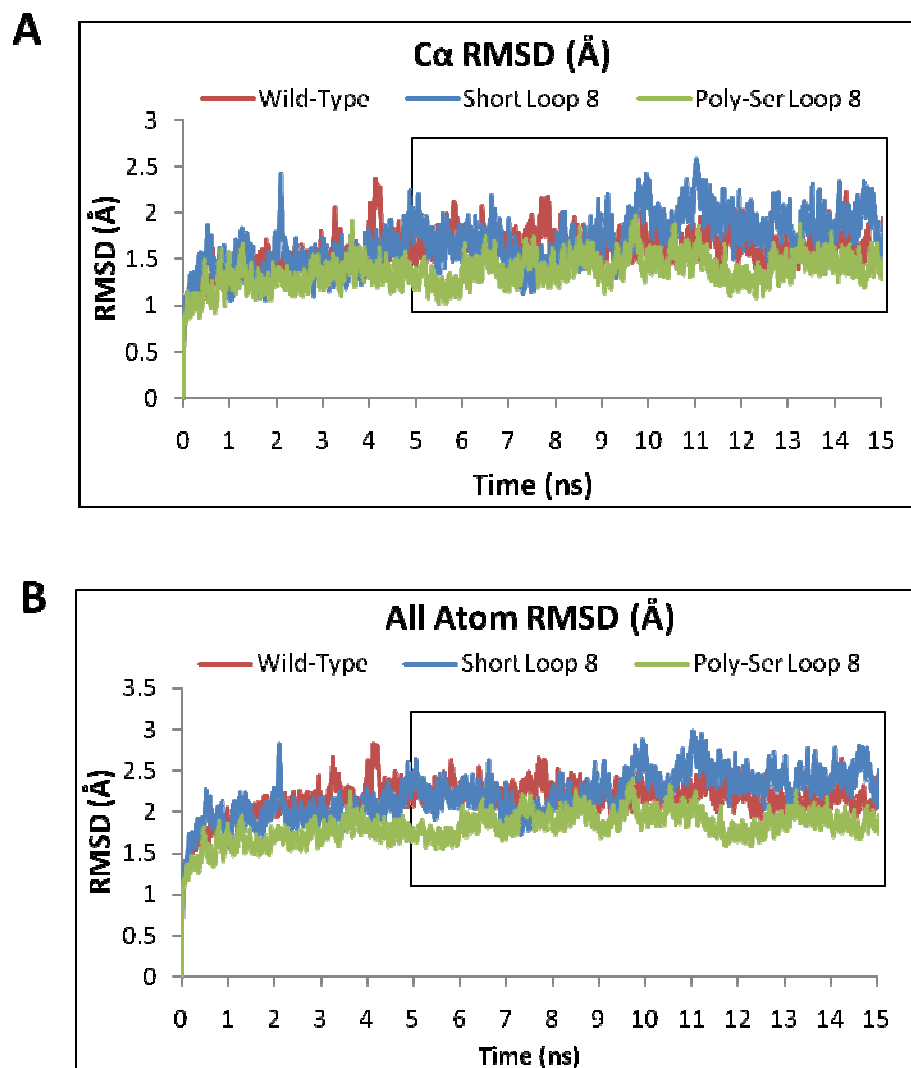 A
Cα RMSD (Å)
Wild-Type Short Loop 8 Poly-Ser Loop 8
3
2.5
2
1.5
1
0.5
0
RMSD (Å)
0 1 2 3 4 5 6 7 8 9 10 11 12 13 14 15
Time (ns)
B
All Atom RMSD (Å)
Wild-Type Short Loop 8 Poly-Ser Loop 8
3.5
3
2.5
2
1.5
1
0.5
0
RMSD (Å)
0 1 2 3 4 5 6 7 8 9 10 11 12 13 14 15
Time (ns)